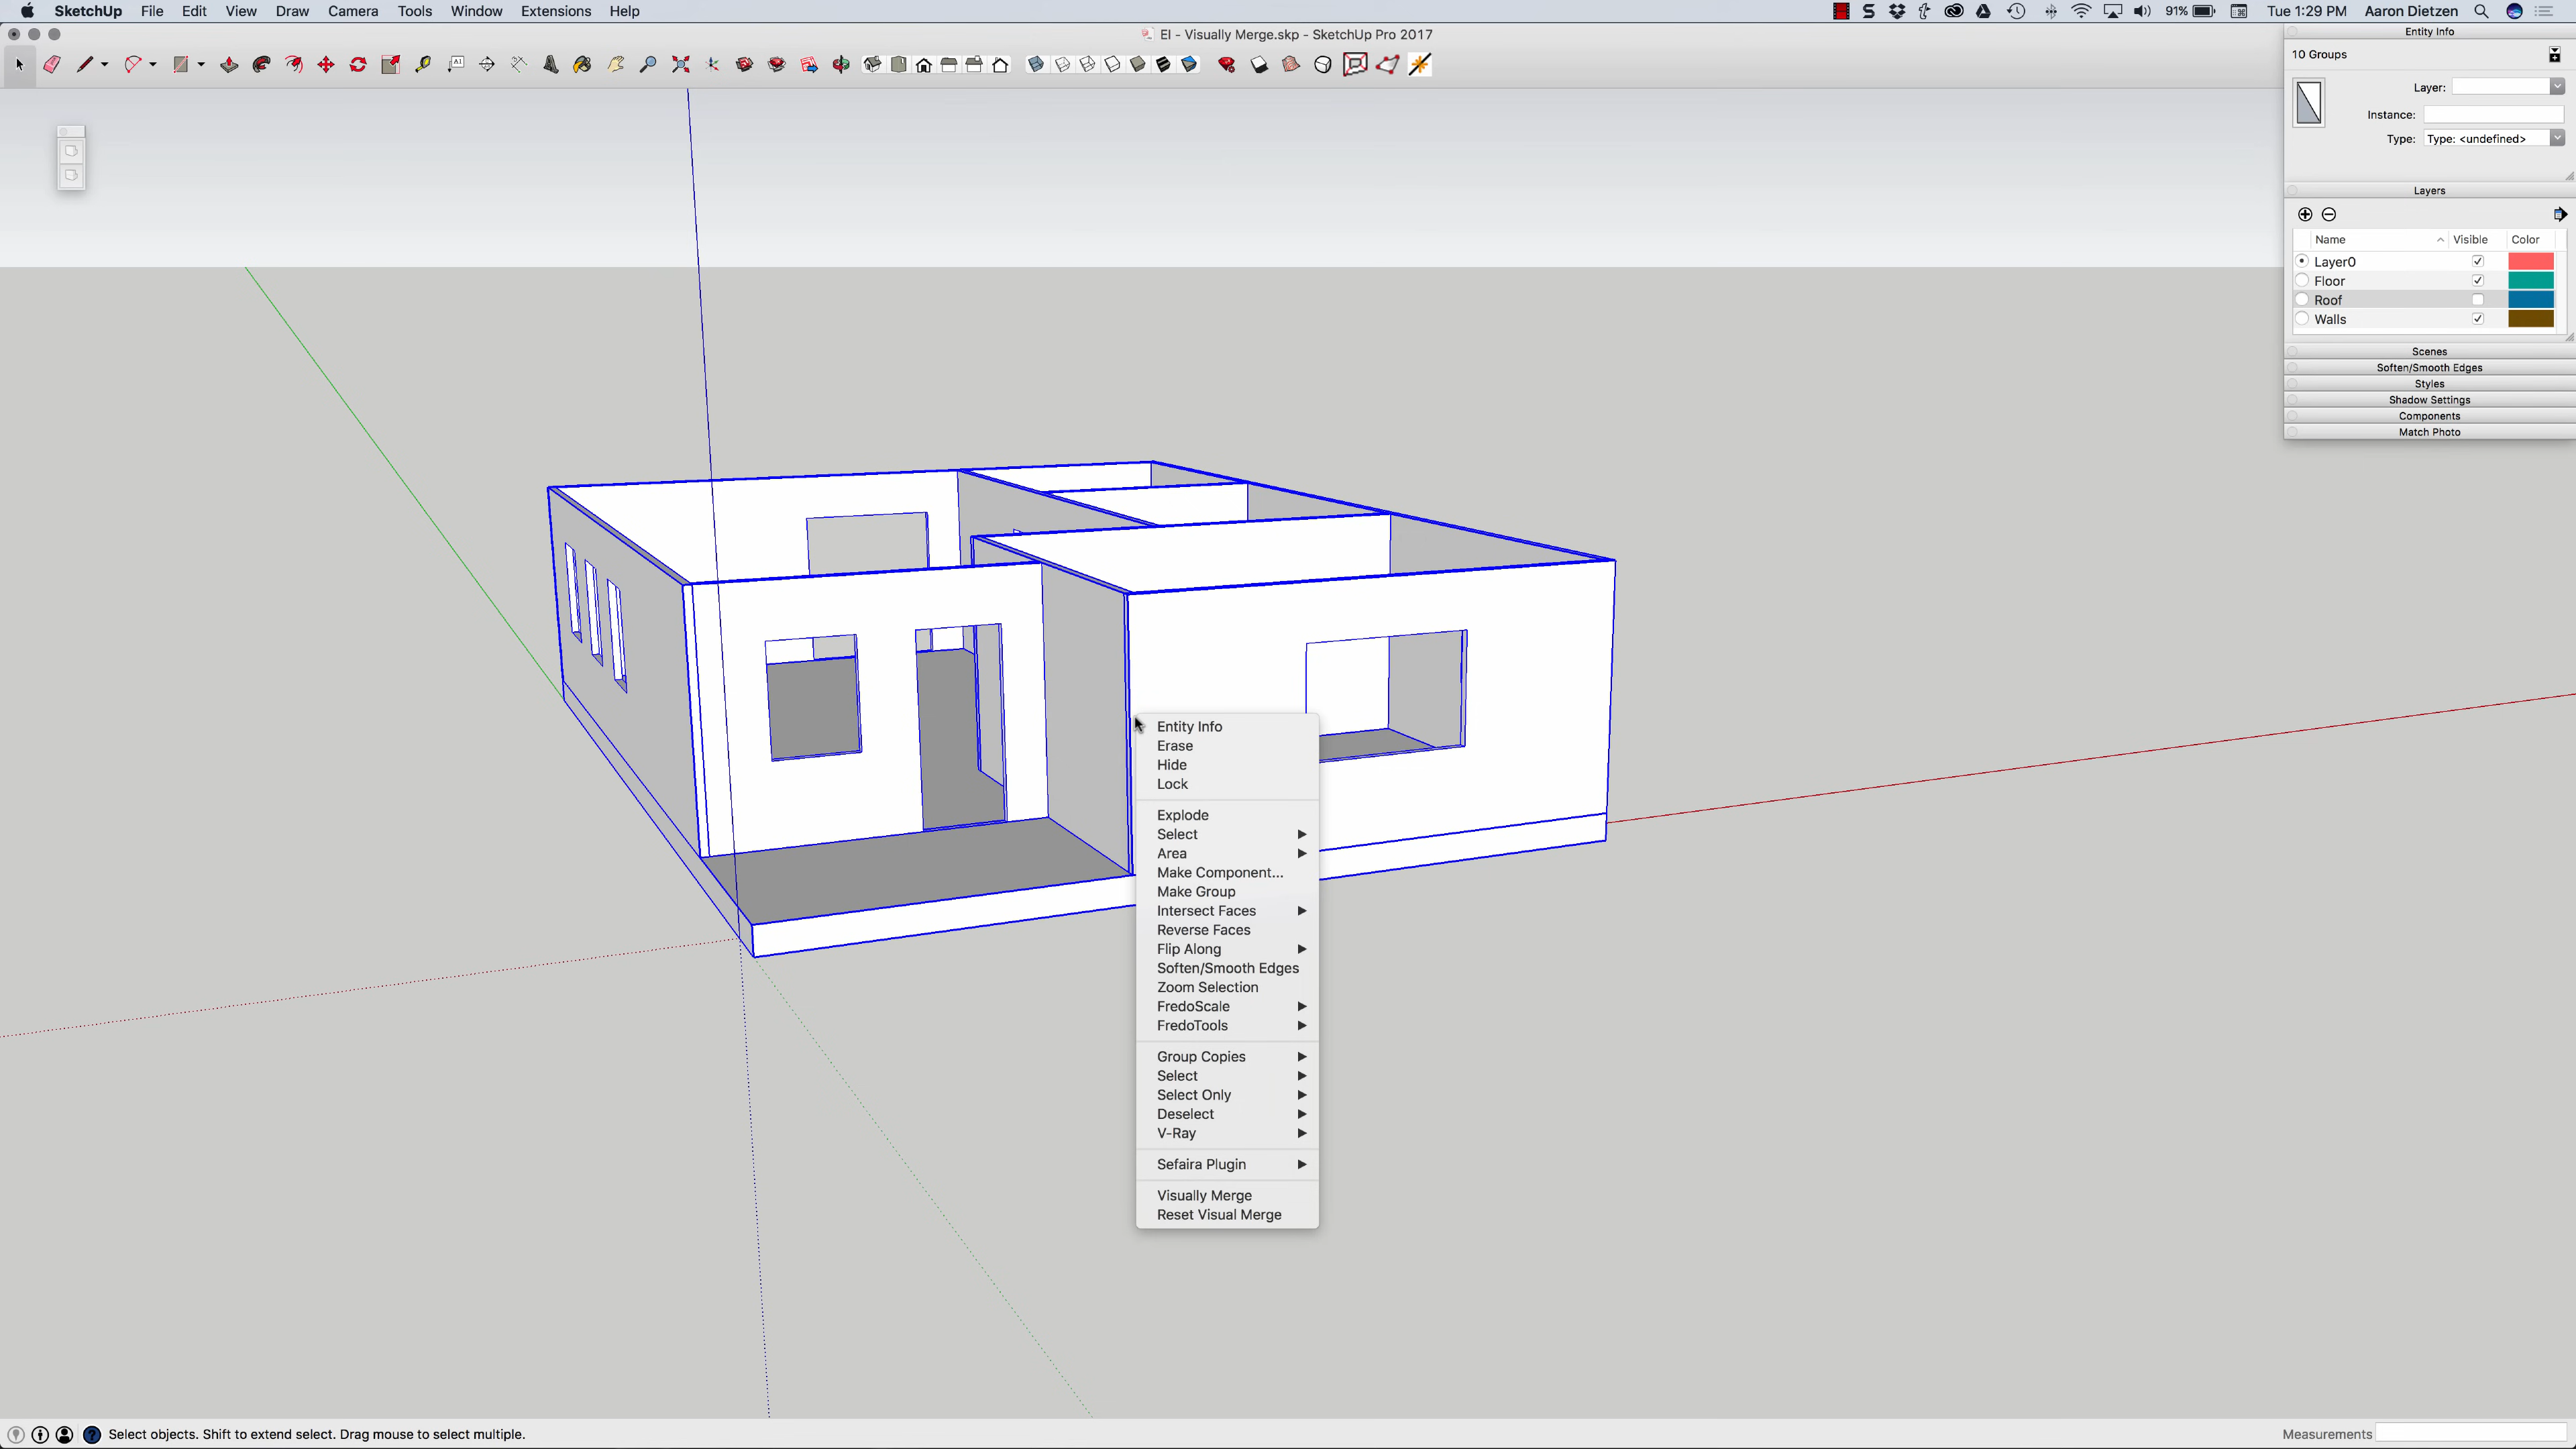 SketchUp File Edit View Draw Camera Tools Window Extensions Help 91% Tue 1:29 PM Aaron Dietzen
EI - Visually Merge.skp - SketchUp Pro 2017
Entity Info
10 Groups
Layer:
Instance:
Type: Type: <undefined>
Layers
Name Visible Color
Layer0
Floor
Roof
Walls
Scenes
Soften/Smooth Edges
Styles
Shadow Settings
Components
Match Photo
Entity Info
Erase
Hide
Lock
Explode
Select
Area
Make Component...
Make Group
Intersect Faces
Reverse Faces
Flip Along
Soften/Smooth Edges
Zoom Selection
FredoScale
FredoTools
Group Copies
Select
Select Only
Deselect
V-Ray
Sefaira Plugin
Visually Merge
Reset Visual Merge
Select objects. Shift to extend select. Drag mouse to select multiple. Measurements